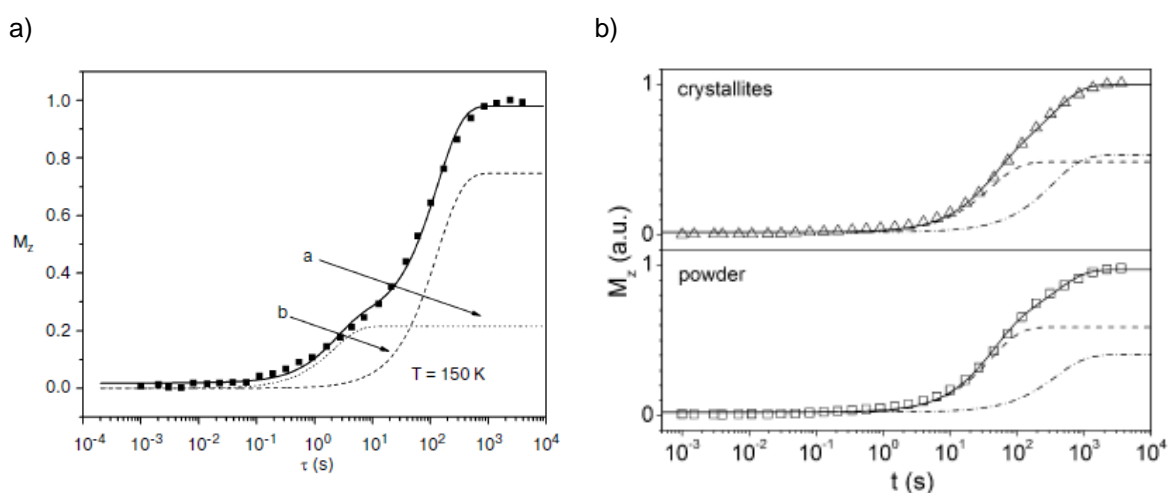 a)
1.0
0.8
0.6
0.4
0.2
0.0
M_z
a
b
T = 150 K
10^-4 10^-3 10^-2 10^-1 10^0 10^1 10^2 10^3 10^4
τ (s)
b)
1
crystallites
0
1
powder
0
M_z (a.u.)
10^-3 10^-2 10^-1 10^0 10^1 10^2 10^3 10^4
t (s)